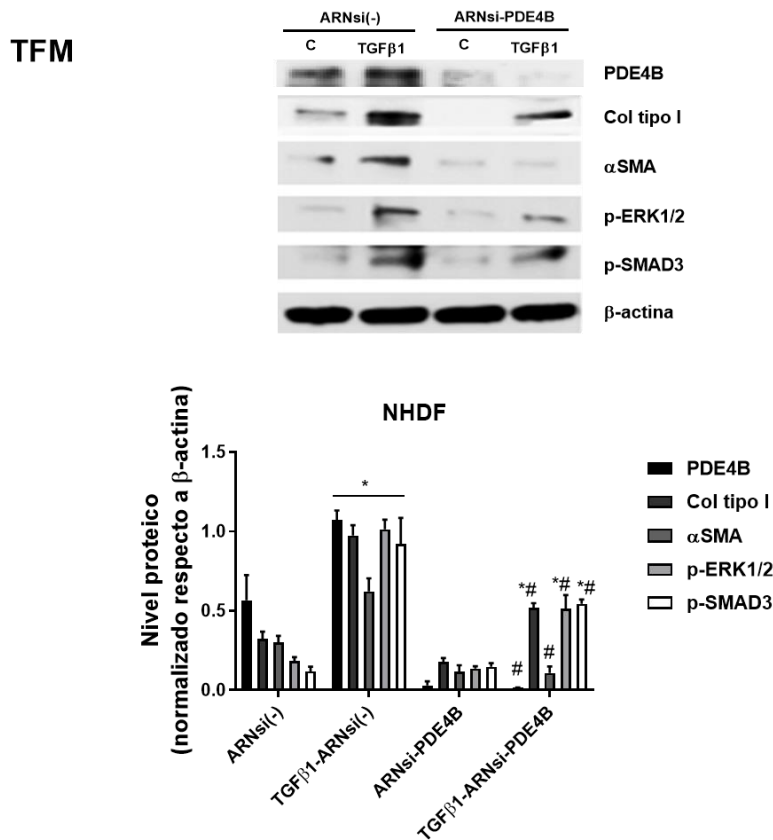 TFM
ARNsi(-) ARNsi-PDE4B
C TGFβ1 C TGFβ1
PDE4B
Col tipo I
αSMA
p-ERK1/2
p-SMAD3
β-actina
NHDF
Nivel proteico
(normalizado respecto a β-actina)
1.5
1.0
0.5
0.0
*
#
*#
#
*#
*#
ARNsi(-)
TGFβ1-ARNsi(-)
ARNsi-PDE4B
TGFβ1-ARNsi-PDE4B
PDE4B
Col tipo I
αSMA
p-ERK1/2
p-SMAD3